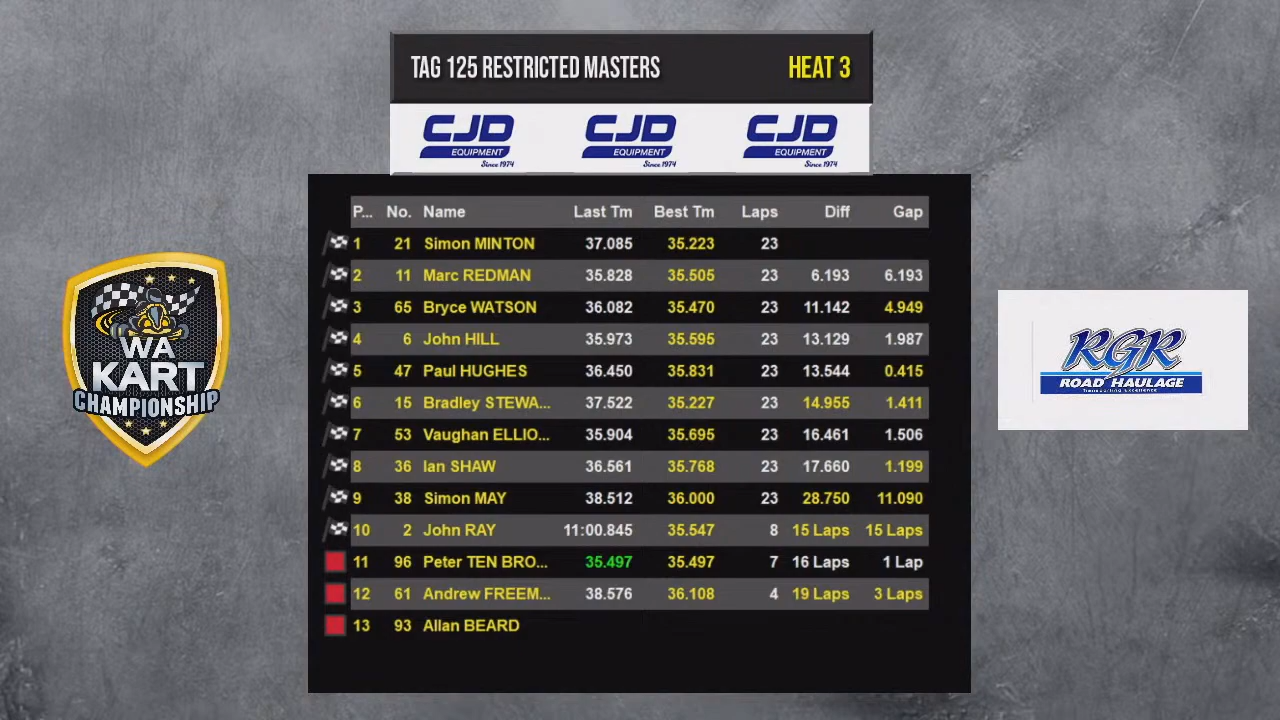 TAG 125 RESTRICTED MASTERS HEAT 3
CJD CJD CJD
EQUIPMENT EQUIPMENT EQUIPMENT
Since 1974 Since 1974 Since 1974
P... No. Name Last Tm Best Tm Laps Diff Gap
1 21 Simon MINTON 37.085 35.223 23
2 11 Marc REDMAN 35.828 35.505 23 6.193 6.193
3 65 Bryce WATSON 36.082 35.470 23 11.142 4.949
4 6 John HILL 35.973 35.595 23 13.129 1.987
5 47 Paul HUGHES 36.450 35.831 23 13.544 0.415
6 15 Bradley STEWA... 37.522 35.227 23 14.955 1.411
7 53 Vaughan ELLIO... 35.904 35.695 23 16.461 1.506
8 36 Ian SHAW 36.561 35.768 23 17.660 1.199
9 38 Simon MAY 38.512 36.000 23 28.750 11.090
10 2 John RAY 11:00.845 35.547 8 15 Laps 15 Laps
11 96 Peter TEN BRO... 35.497 35.497 7 16 Laps 1 Lap
12 61 Andrew FREEM... 38.576 36.108 4 19 Laps 3 Laps
13 93 Allan BEARD
WA
KART
CHAMPIONSHIP
RGR
ROAD HAULAGE
Transporting Excellence